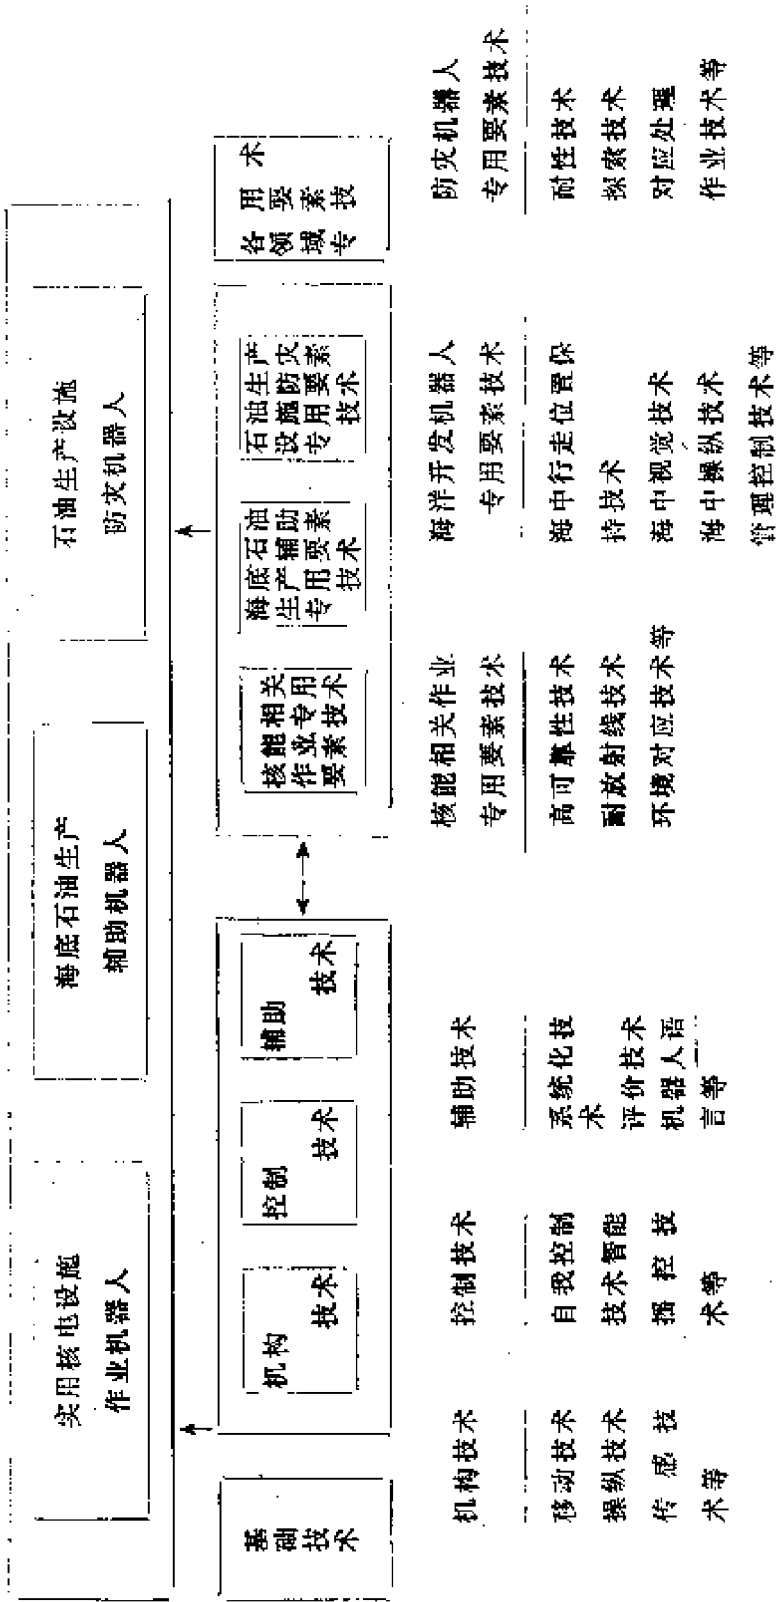 实用核电设施
作业机器人
海底石油生产
辅助机器人
石油生产设施
防灾机器人
基础
技术
机构
技术
控制
技术
辅助
技术
核能相关
作业专用
要素技术
海底石油
生产辅助
专用要素
技术
石油生产
设施防灾
专用要素
技术
各领域专
用要素技
术
机构技术
移动技术
操纵技术
传感技
术等
控制技术
自我控制
技术智能
摇控技
术等
辅助技术
系统化技
术
评价技术
机器人语
言等
核能相关作业
专用要素技术
高可靠性技术
耐放射线技术
环境对应技术等
海洋开发机器人
专用要素技术
海中行走位置保
持技术
海中视觉技术
海中操纵技术
管理控制技术等
防灾机器人
专用要素技术
耐性技术
探索技术
对应处理
作业技术等